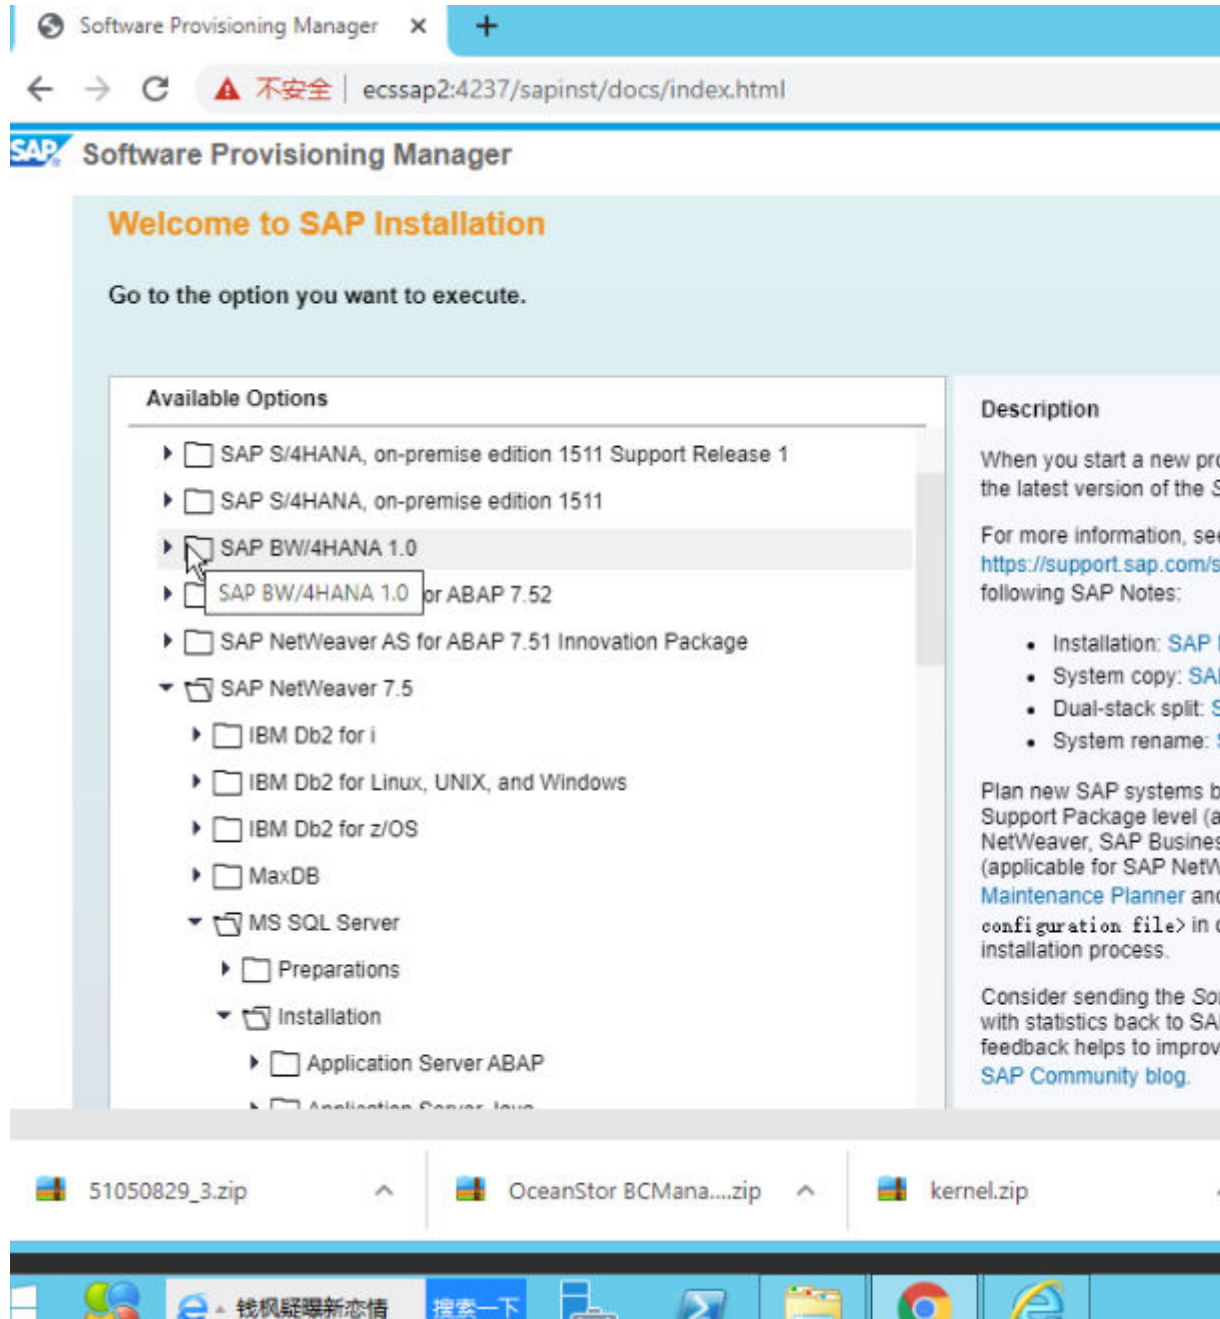 Software Provisioning Manager
不安全 | ecssap2:4237/sapinst/docs/index.html
SAP Software Provisioning Manager
Welcome to SAP Installation
Go to the option you want to execute.
Available Options
SAP S/4HANA, on-premise edition 1511 Support Release 1
SAP S/4HANA, on-premise edition 1511
SAP BW/4HANA 1.0
SAP BW/4HANA 1.0 or ABAP 7.52
SAP NetWeaver AS for ABAP 7.51 Innovation Package
SAP NetWeaver 7.5
IBM Db2 for i
IBM Db2 for Linux, UNIX, and Windows
IBM Db2 for z/OS
MaxDB
MS SQL Server
Preparations
Installation
Application Server ABAP
Application Server Java
Description
When you start a new
the latest version of the
For more information,
https://support.sap.com/
following SAP Notes:
• Installation: SAP
• System copy:
• Dual-stack split:
• System rename:
Plan new SAP systems
Support Package level
NetWeaver, SAP
(applicable for SAP
Maintenance Planner
configuration file> in
installation process.
Consider sending the
with statistics back to
feedback helps to
SAP Community blog.
51050829_3.zip
OceanStor BCMana....zip
kernel.zip
钱枫疑曝新恋情
搜索一下